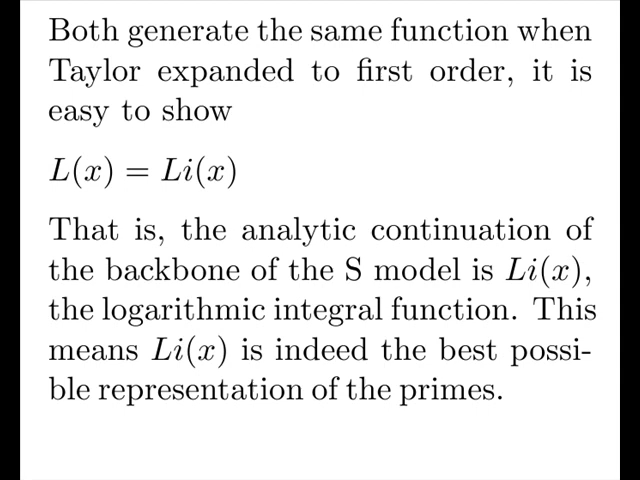 Both generate the same function when
Taylor expanded to first order, it is
easy to show
L(x) = Li(x)
That is, the analytic continuation of
the backbone of the S model is Li(x),
the logarithmic integral function. This
means Li(x) is indeed the best possi-
ble representation of the primes.